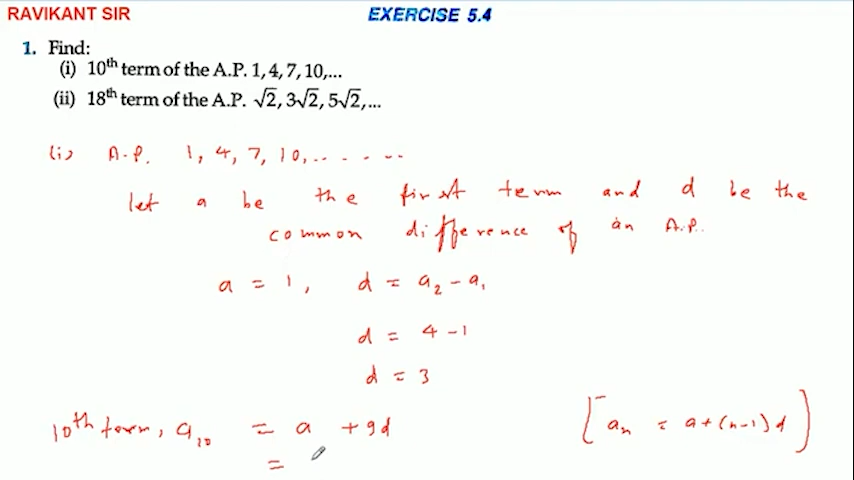 RAVIKANT SIR
EXERCISE 5.4
1. Find:
(i) 10th term of the A.P. 1, 4, 7, 10,...
(ii) 18th term of the A.P. √2, 3√2, 5√2,...
(i) A.P. 1, 4, 7, 10, ......
let a be the first term and d be the
common difference of an A.P..
a = 1, d = a₂ - a₁
d = 4 - 1
d = 3
10th term, a₁₀ = a + 9d [an = a + (n-1)d]
=